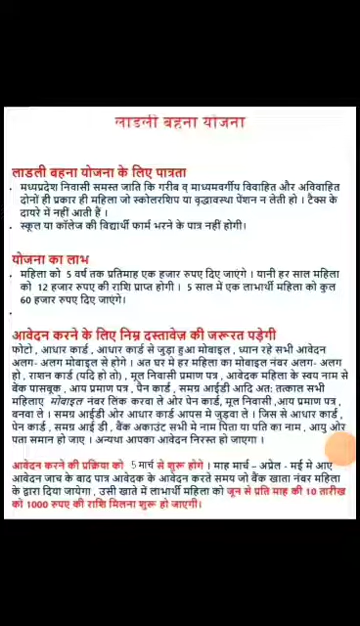 लाडली बहना योजना
लाडली बहना योजना के लिए पात्रता
• मध्यप्रदेश निवासी समस्त जाति कि गरीब व् माध्यमवर्गीय विवाहित और अविवाहित
दोनों ही प्रकार ही महिला जो स्कोलरशिप या वृद्धावस्था पेंशन न लेती हो । टैक्स के
दायरे में नहीं आती है ।
• स्कूल या कॉलेज की विद्यार्थी फार्म भरने के पात्र नहीं होगी।
योजना का लाभ
• महिला को 5 वर्ष तक प्रतिमाह एक हजार रुपए दिए जाएंगे । यानी हर साल महिला
को 12 हजार रुपए की राशि प्राप्त होगी । 5 साल में एक लाभार्थी महिला को कुल
60 हजार रुपए दिए जाएंगे।
•
आवेदन करने के लिए निम्न दस्तावेज़ की जरूरत पड़ेगी
फोटो , आधार कार्ड , आधार कार्ड से जुड़ा हुआ मोबाइल , ध्यान रहे सभी आवेदन
अलग- अलग मोबाइल से होगे । अत घर मे हर महिला का मोबाइल नंबर अलग- अलग
हो , राशन कार्ड (यदि हो तो) , मूल निवासी प्रमाण पत्र , आवेदक महिला के स्वय नाम से
बेंक पासबूक , आय प्रमाण पत्र , पेन कार्ड , समग्र आईडी आदि अत: तत्काल सभी
महिलाए मोबाइल नंबर लिंक करवा ले ओर पेन कार्ड, मूल निवासी ,आय प्रमाण पत्र ,
बनवा ले । समग्र आईडी ओर आधार कार्ड आपस मे जुड़वा ले । जिस से आधार कार्ड ,
पेन कार्ड , समग्र आई डी , बैंक अकाउंट सभी मे नाम पिता या पति का नाम , आयु ओर
पता समान हो जाए । अन्यथा आपका आवेदन निरस्त हो जाएगा ।
आवेदन करने की प्रक्रिया को 5 मार्च से शुरू होगे । माह मार्च – अप्रेल - मई मे आए
आवेदन जाच के बाद पात्र आवेदक के आवेदन करते समय जो बैंक खाता नंबर महिला
के द्वारा दिया जायेगा , उसी खाते में लाभार्थी महिला को जून से प्रति माह की 10 तारीख
को 1000 रुपए की राशि मिलना शुरू हो जाएगी।